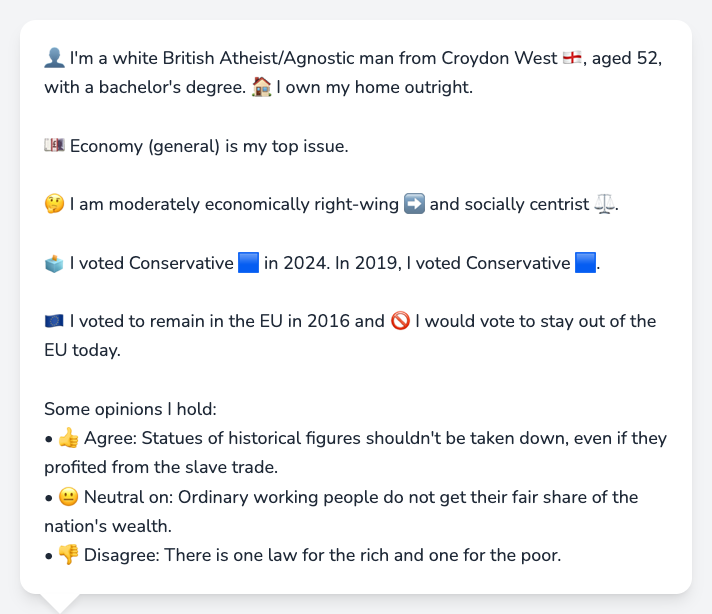 👤 I'm a white British Atheist/Agnostic man from Croydon West 🏴󠁧󠁢󠁥󠁮󠁧󠁿, aged 52,
with a bachelor's degree. 🏠 I own my home outright.
💷 Economy (general) is my top issue.
🤔 I am moderately economically right-wing ➡️ and socially centrist ⚖️.
🗳️ I voted Conservative 🟦 in 2024. In 2019, I voted Conservative 🟦.
🇪🇺 I voted to remain in the EU in 2016 and 🚫 I would vote to stay out of the
EU today.
Some opinions I hold:
• 👍 Agree: Statues of historical figures shouldn't be taken down, even if they
profited from the slave trade.
• 😐 Neutral on: Ordinary working people do not get their fair share of the
nation's wealth.
• 👎 Disagree: There is one law for the rich and one for the poor.